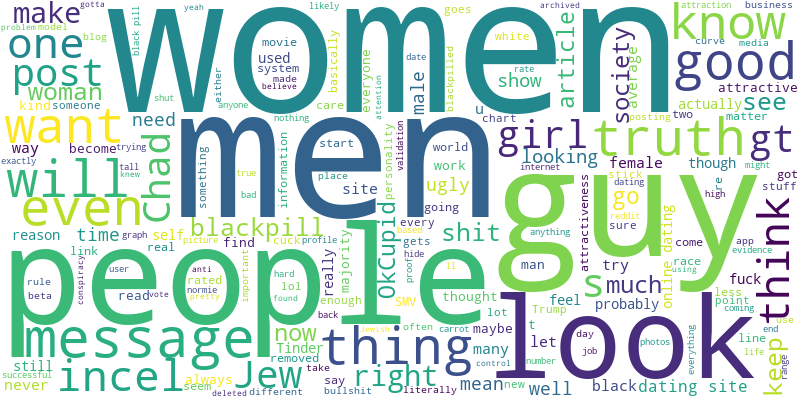 gotta
problem
model
make
blog
yeah
either
likely
archived
business
goes
black pill
one
post
woman
kind
someone
shut
anyone
basically
movie
used
system
made
believe
women
date
everyone
attention
white
rate
u
care
nothing
blackpilled
attraction
curve
media
know
good
article
show
society
average
attractive
actually
see
chart
two
matter
posting
want
way
become
trying
need
exactly
tall
knew
Chad
will
even
something
true
bad
men
start
place
site
information
world
work
personality
validation
male
ugly
going
every
girl
looking
female
internet
truth
though
gt
got
re
might
stuff
stick
dating
go
reddit
sure
high
guy
attractiveness
anything
think
reason
time
graph
self
blackpill
picture
cuck
find
profile
based
really
majority
OkCupid
gets
hide
proof
shit
man
s
much
try
race
come
app
evidence
using
online dating
link
real
rule
user
beta
read
vote
conspiracy
anti
normie
rated
pretty
important
hard
lol
found
people
enough
ll
SMV
thought
feel
probably
fuck
less
point
coming
look
message
thing
now
Tinder
removed
back
jewish
often
carrot
maybe
lot
Trump
t
let
day
job
photos
everything
line
life
end
range
use
keep
still
successful
never
incel
always
seem
deleted
different
Jew
take
say
bullshit
right
literally
many
control
mean
new
number
well
black
dating site